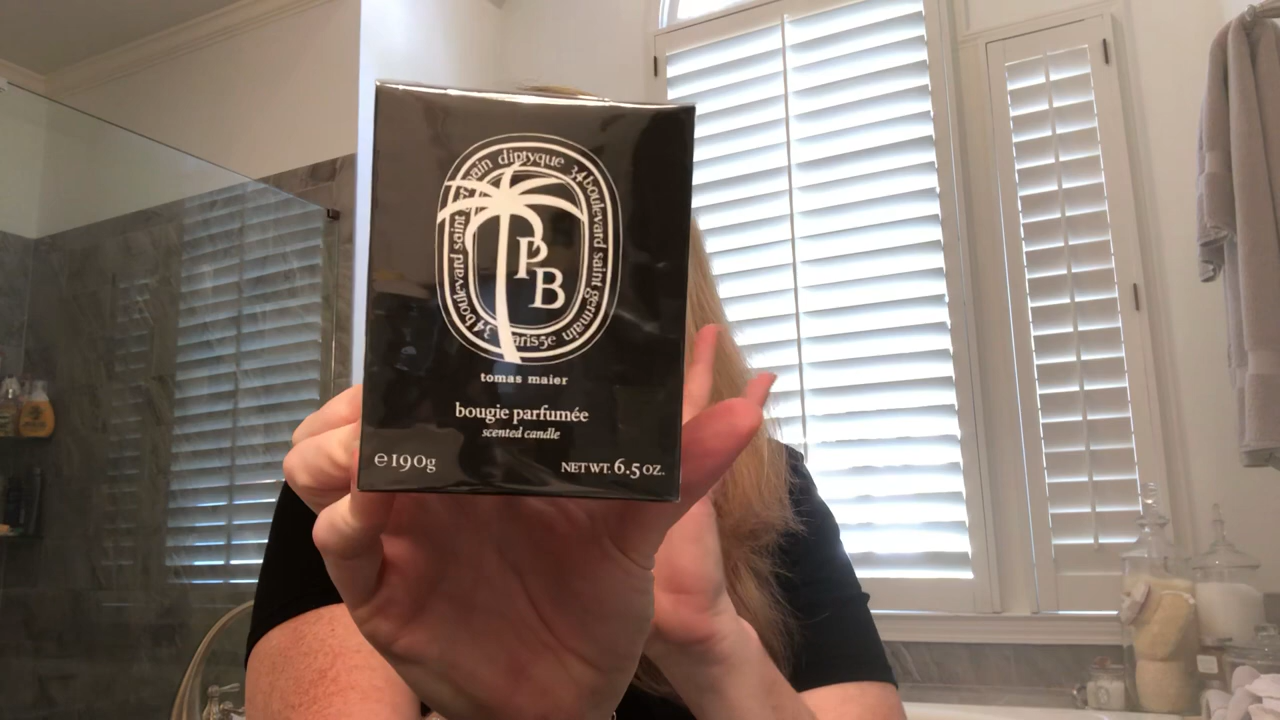 diptyque 34 boulevard saint germain
paris5e
34 boulevard saint germain
PB
tomas maier
bougie parfumée
scented candle
e190g
NET WT. 6.5 OZ.